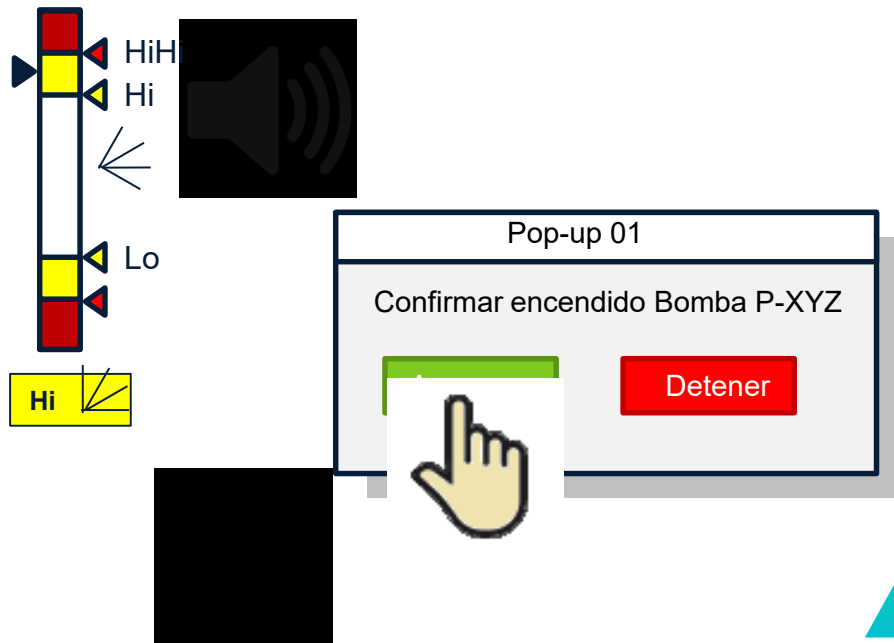 HiHi
Hi
Lo
Hi
Pop-up 01
Confirmar encendido Bomba P-XYZ
Detener